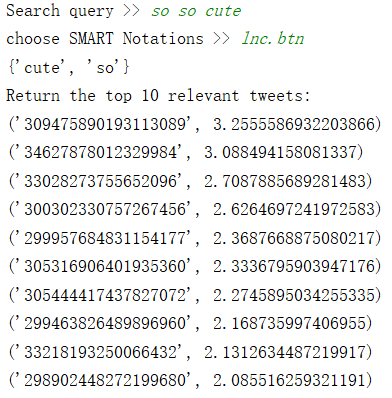 Search query >> so so cute
choose SMART Notations >> lnc.btn
{'cute', 'so'}
Return the top 10 relevant tweets:
('309475890193113089', 3.2555586932203866)
('34627878012329984', 3.088494158081337)
('33028273755652096', 2.7087885689281483)
('300302330757267456', 2.6264697241972583)
('299957684831154177', 2.3687668875080217)
('305316906401935360', 2.3336795903947176)
('305444417437827072', 2.2745895034255335)
('299463826489896960', 2.168735997406955)
('33218193250066432', 2.1312634487219917)
('298902448272199680', 2.085516259321191)